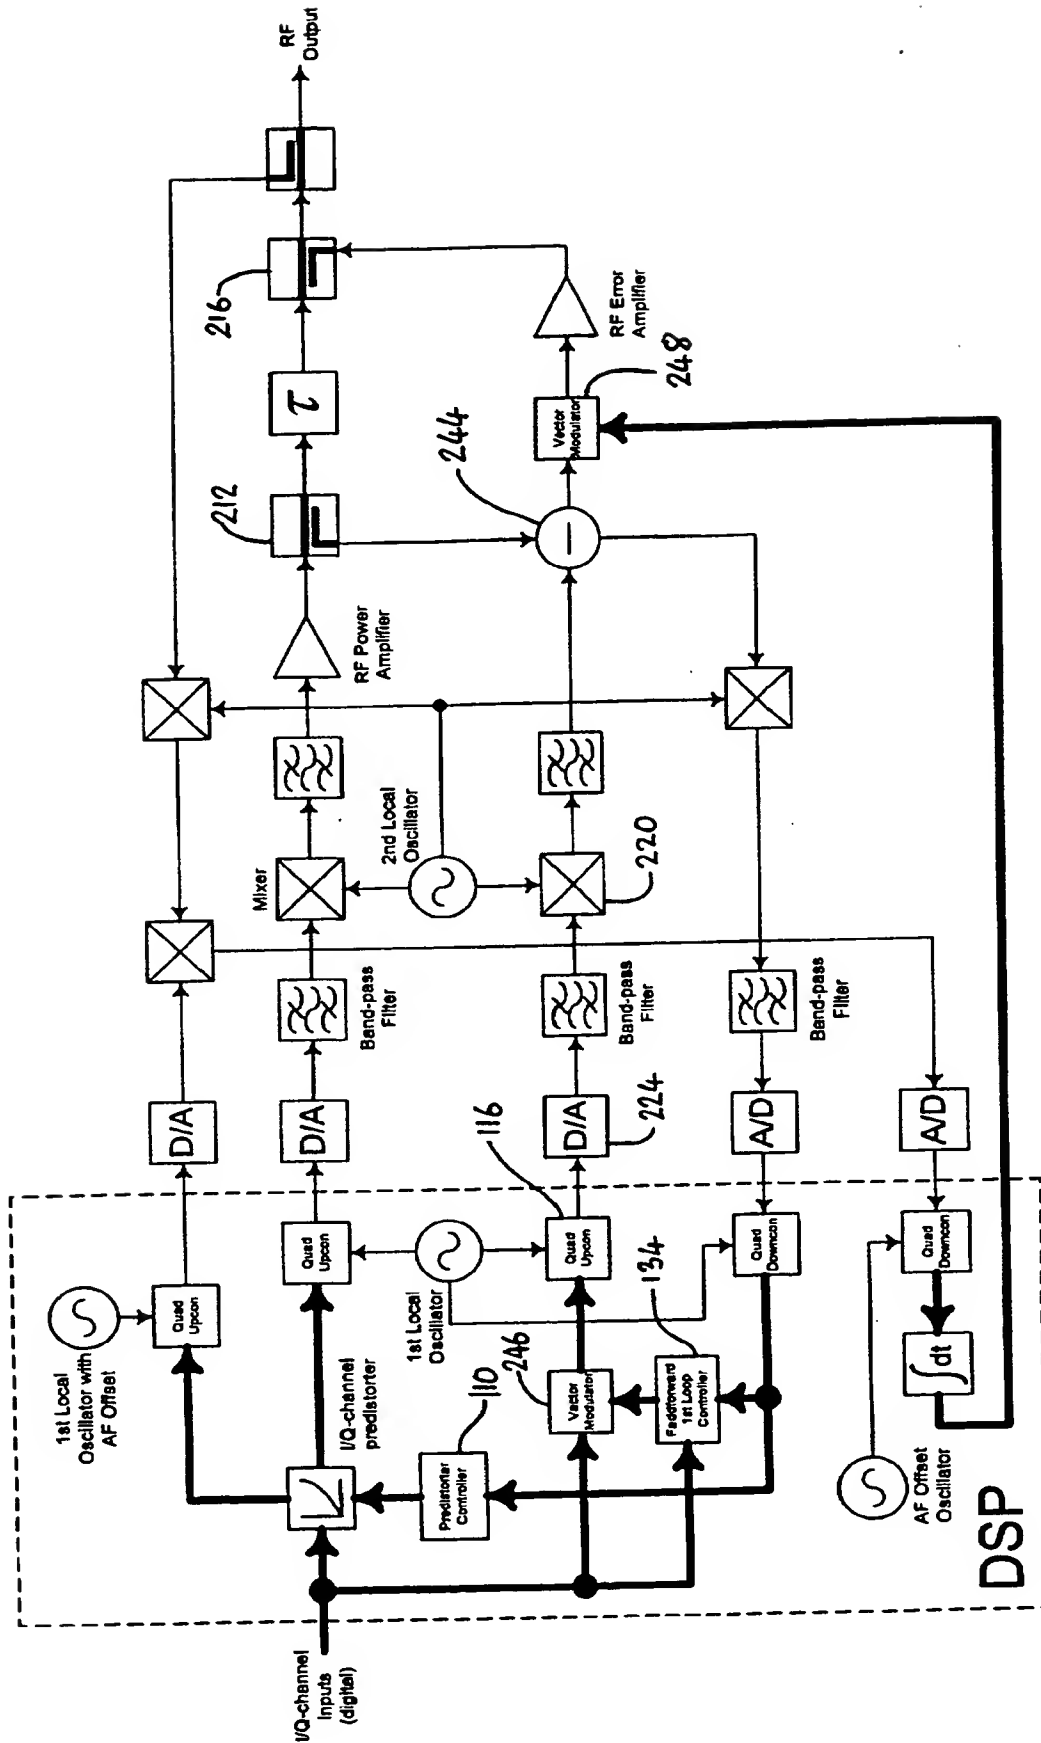 I/Q-channel
Inputs
(digital)
DSP
1st Local
Oscillator with
AF Offset
Quad
Upcon
D/A
I/Q-channel
predistorter
Quad
Upcon
D/A
Band-pass
Filter
Mixer
RF Power
Amplifier
212
τ
216
RF
Output
Predistorter
Controller
110
1st Local
Oscillator
2nd Local
Oscillator
Vector
Modulator
246
Quad
Upcon
116
D/A
224
Band-pass
Filter
220
−
244
Vector
Modulator
248
RF Error
Amplifier
Feedforward
1st Loop
Controller
134
Quad
Downcon
A/D
Band-pass
Filter
AF Offset
Oscillator
∫dt
Quad
Downcon
A/D